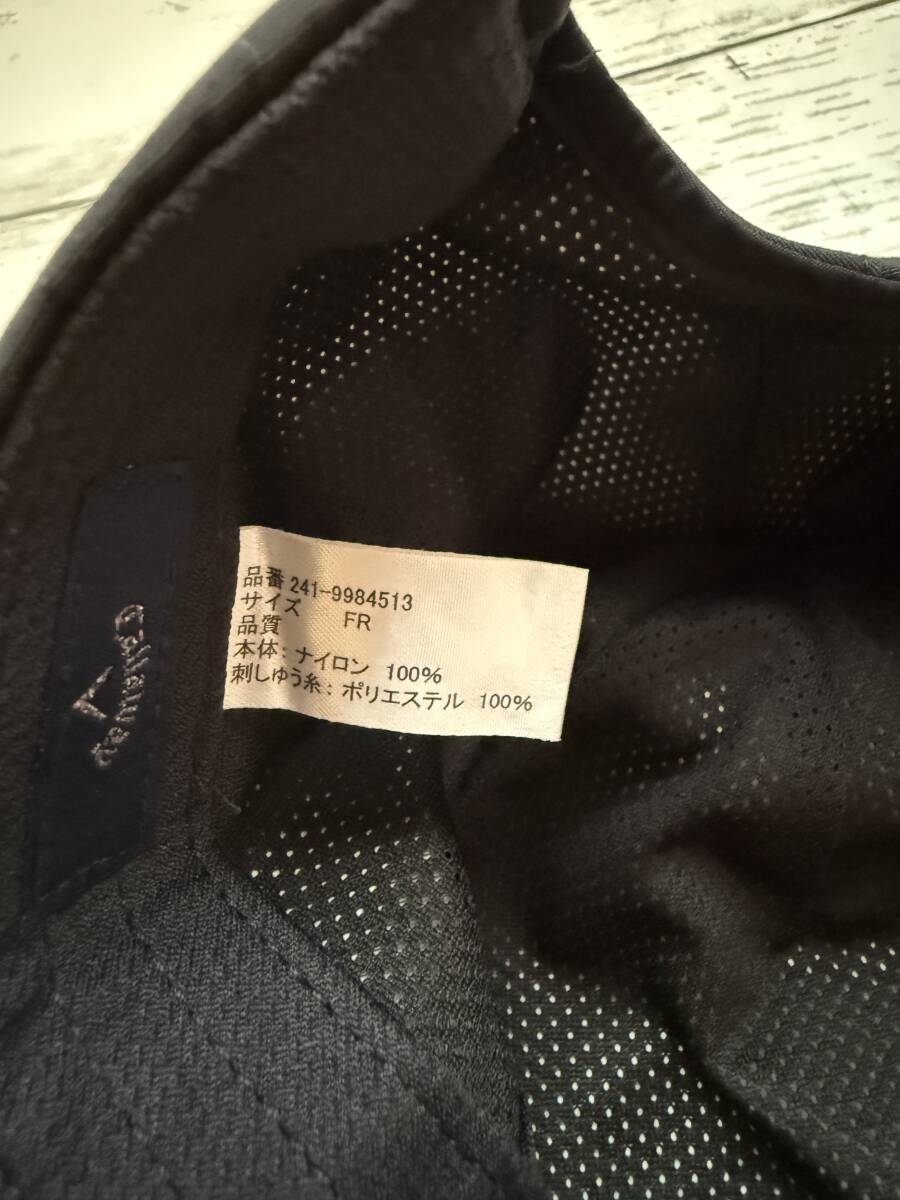 品番 241-9984513
サイズ FR
品質
本体: ナイロン 100%
刺しゅう糸: ポリエステル 100%